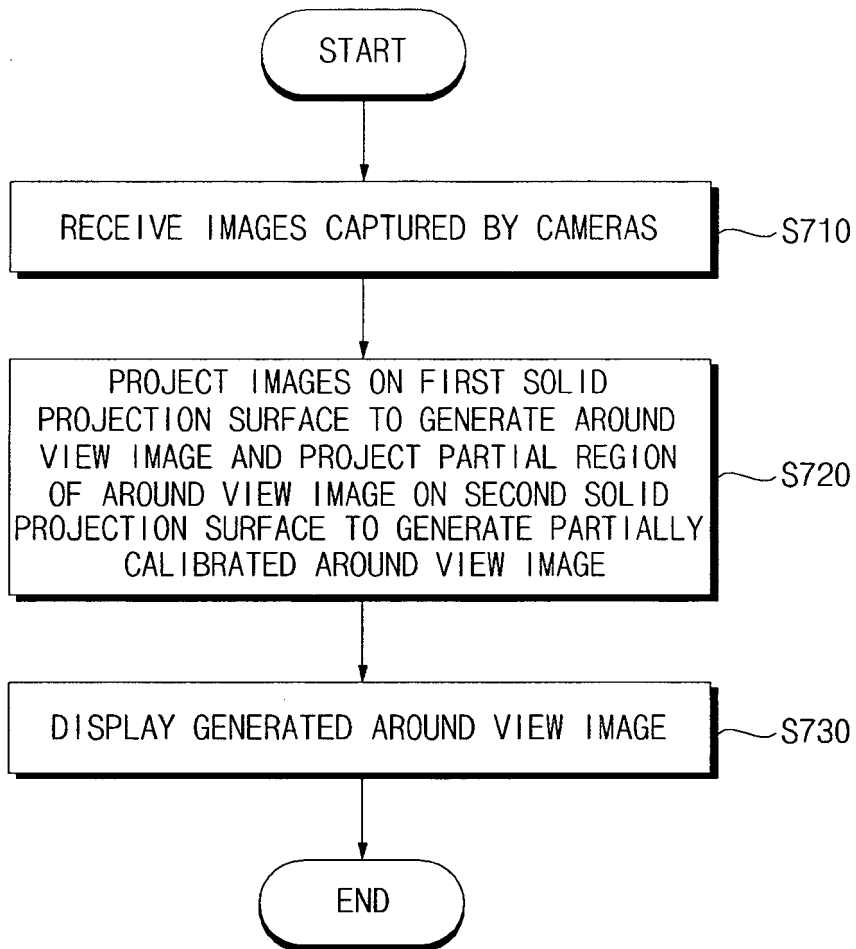 START
RECEIVE IMAGES CAPTURED BY CAMERAS
S710
PROJECT IMAGES ON FIRST SOLID
PROJECTION SURFACE TO GENERATE AROUND
VIEW IMAGE AND PROJECT PARTIAL REGION
OF AROUND VIEW IMAGE ON SECOND SOLID
PROJECTION SURFACE TO GENERATE PARTIALLY
CALIBRATED AROUND VIEW IMAGE
S720
DISPLAY GENERATED AROUND VIEW IMAGE
S730
END